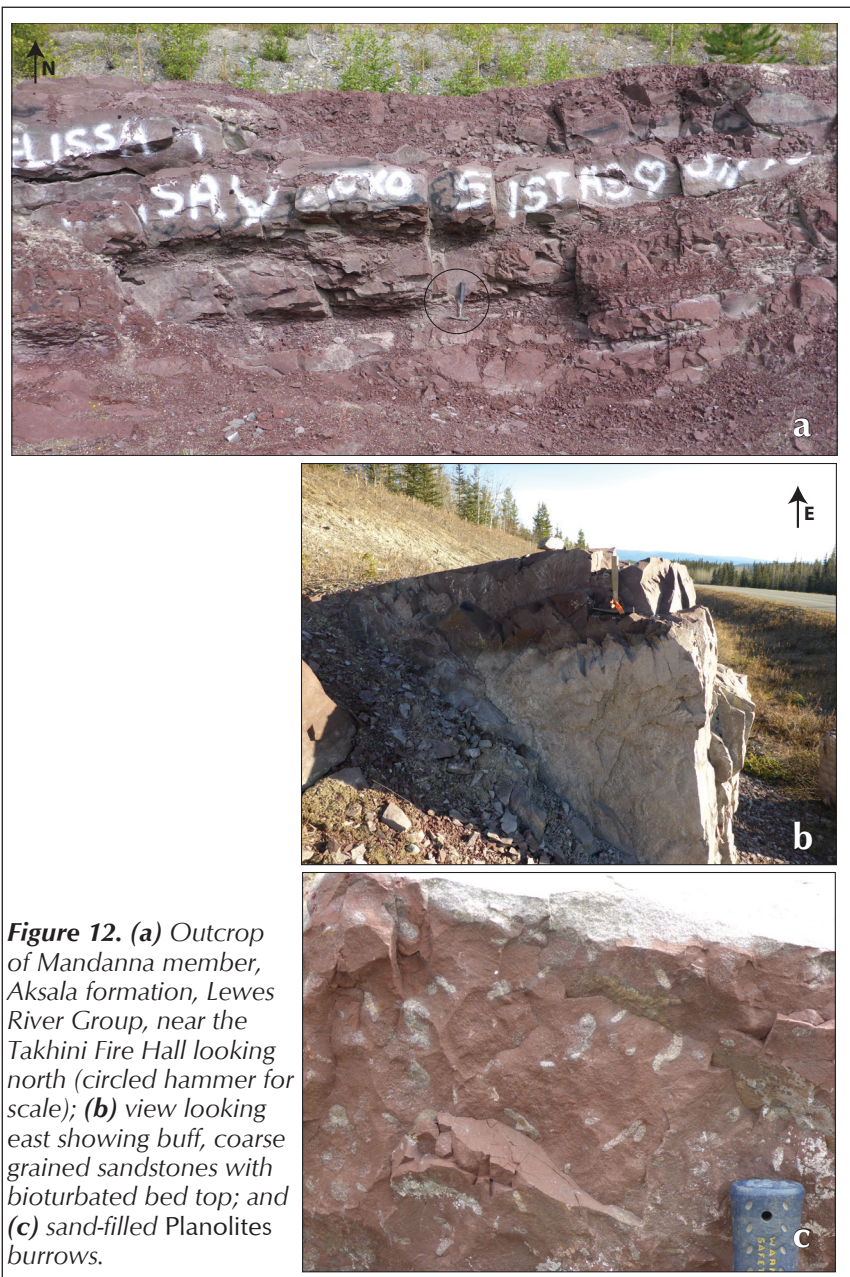 N
ELISSA
a
E
b
Figure 12. (a) Outcrop
of Mandanna member,
Aksala formation, Lewes
River Group, near the
Takhini Fire Hall looking
north (circled hammer for
scale); (b) view looking
east showing buff, coarse
grained sandstones with
bioturbated bed top; and
(c) sand-filled Planolites
burrows.
c